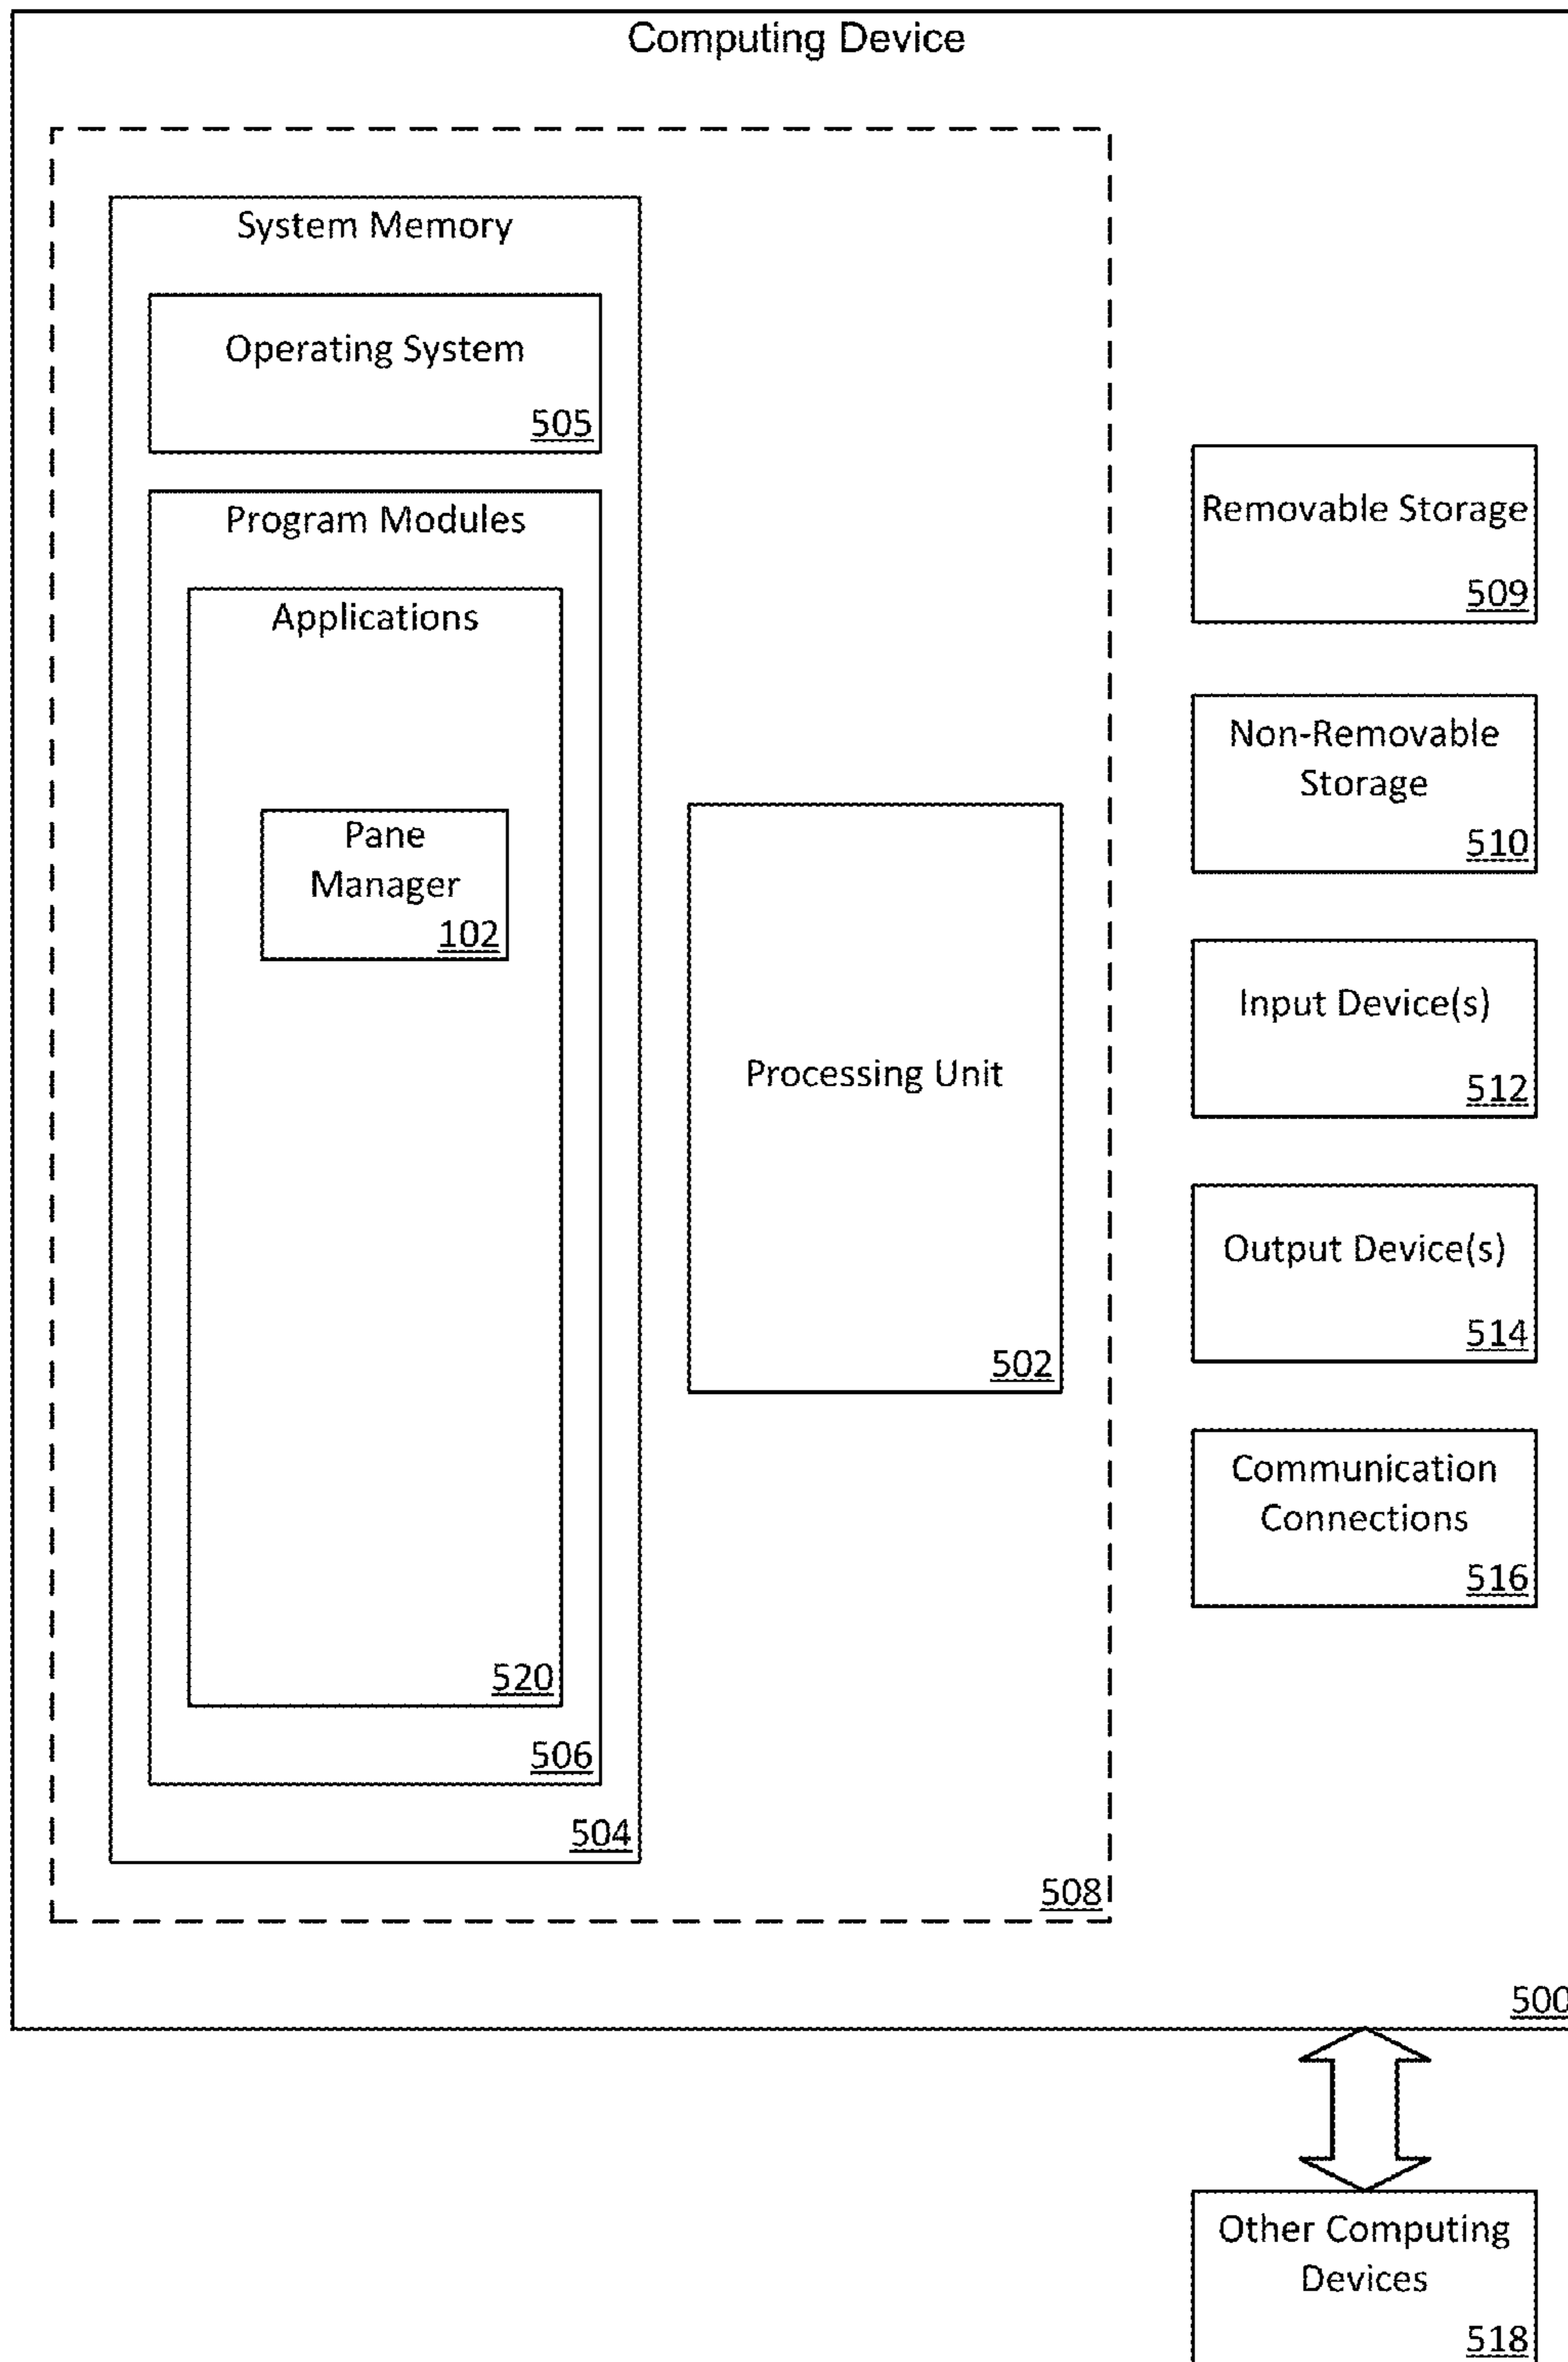 Computing Device
System Memory
Operating System
505
Program Modules
Applications
Pane
Manager
102
520
506
504
Processing Unit
502
508
Removable Storage
509
Non-Removable
Storage
510
Input Device(s)
512
Output Device(s)
514
Communication
Connections
516
500
Other Computing
Devices
518